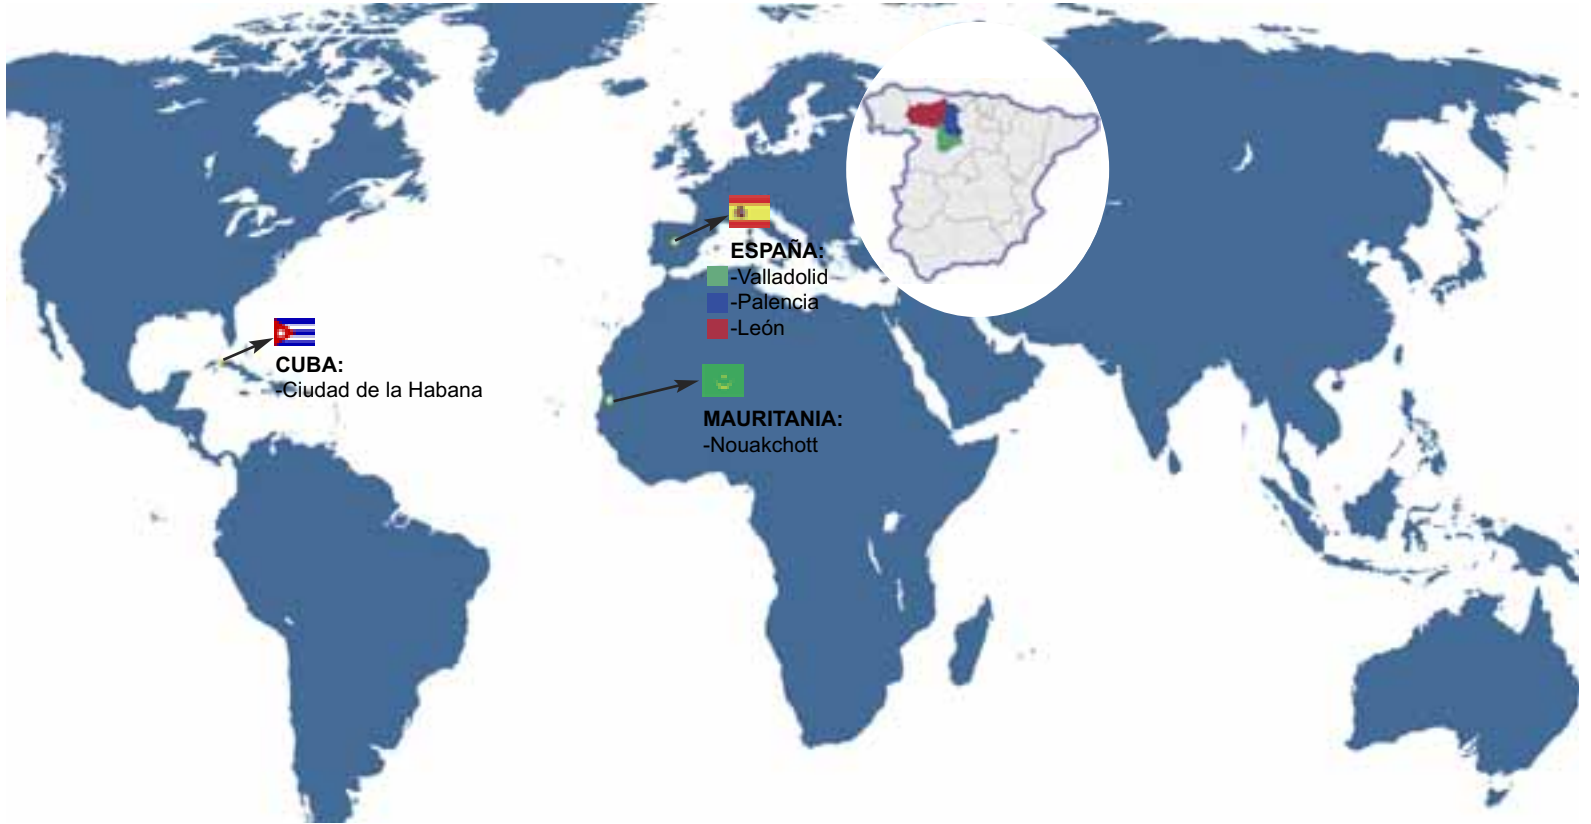 ESPAÑA:
-Valladolid
-Palencia
-León
CUBA:
-Ciudad de la Habana
MAURITANIA:
-Nouakchott